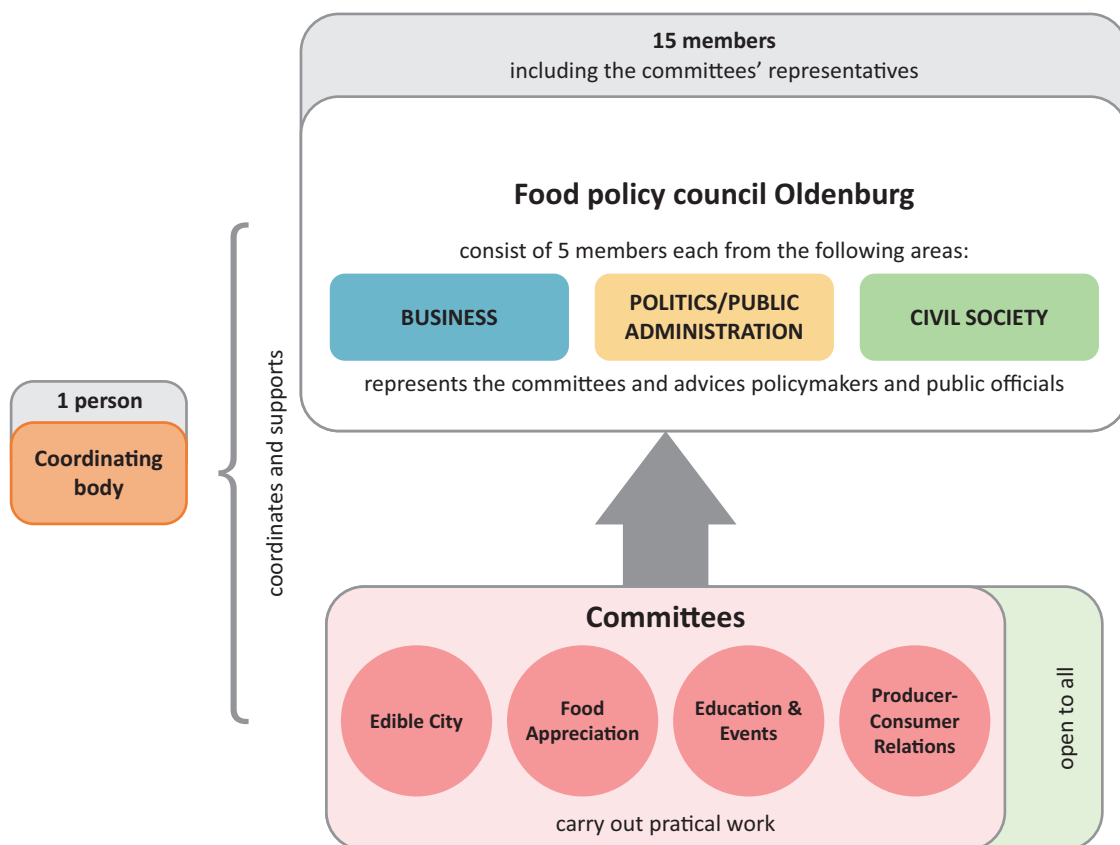 15 members
including the committees' representatives
Food policy council Oldenburg
consist of 5 members each from the following areas:
BUSINESS
POLITICS/PUBLIC
ADMINISTRATION
CIVIL SOCIETY
represents the committees and advices policymakers and public officials
1 person
Coordinating
body
coordinates and supports
Committees
Edible City
Food
Appreciation
Education &
Events
Producer-
Consumer
Relations
open to all
carry out pratical work